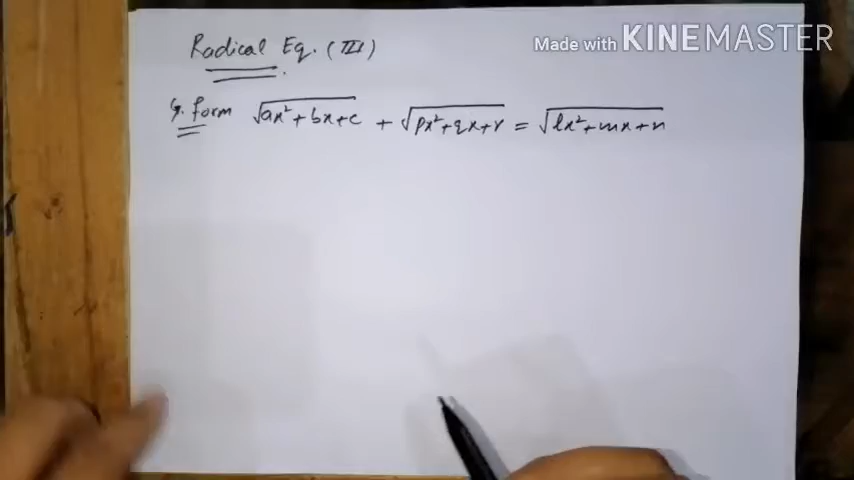 Made with KINEMASTER
Radical Eq. (III)
form √ax²+bx+c + √px²+qx+r = √lx²+mx+n